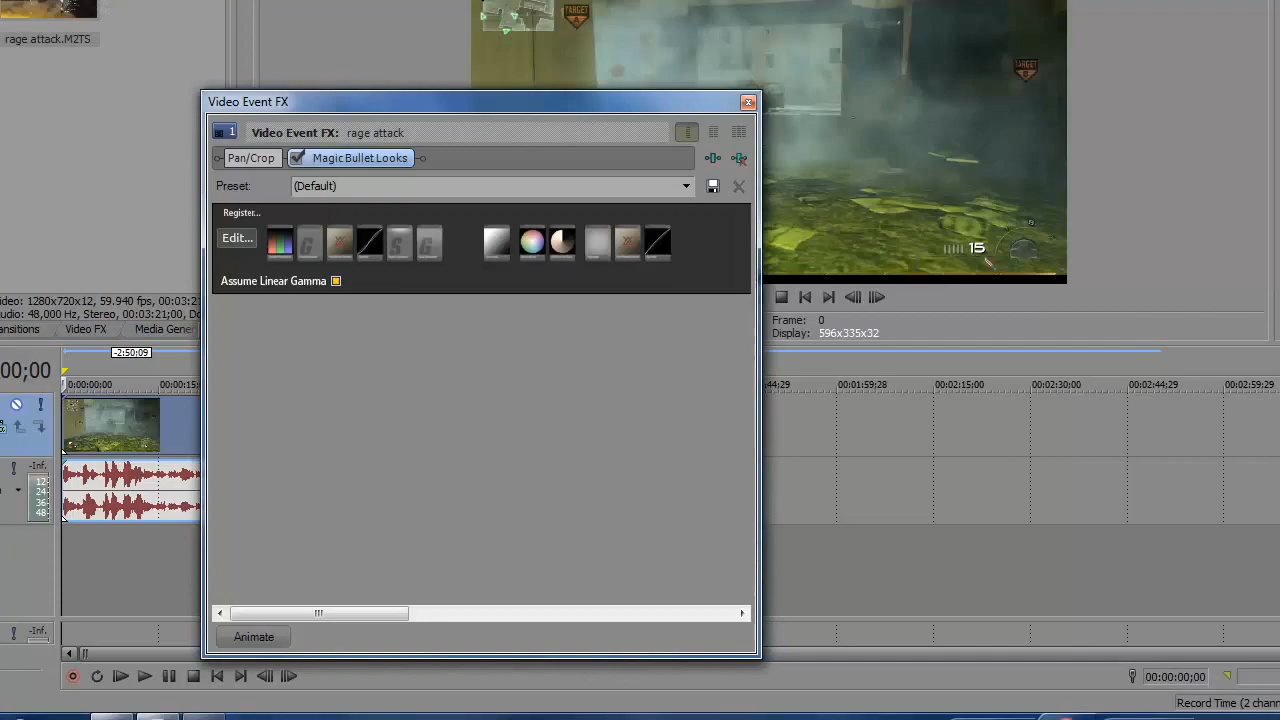 rage attack.M2TS
TARGET
TARGET
15
Video Event FX
1
Video Event FX: rage attack
Pan/Crop
Magic Bullet Looks
Preset:
(Default)
Register...
Edit...
Assume Linear Gamma
Animate
ideo: 1280x720x12, 59.940 fps, 00:03:2
udio: 48,000 Hz, Stereo, 00:03:21;00,
ansitions
Video FX
Media Gener
Frame: 0
Display: 596x335x32
-2:50:09
00;00
0:00:00;00
00:00:15;
:44;29
00:01:59;28
00:02:15;00
00:02:30;00
00:02:44;29
00:02:59;29
-Inf.
12
24
36
48
-Inf.
00:00:00;00
Record Time (2 chann